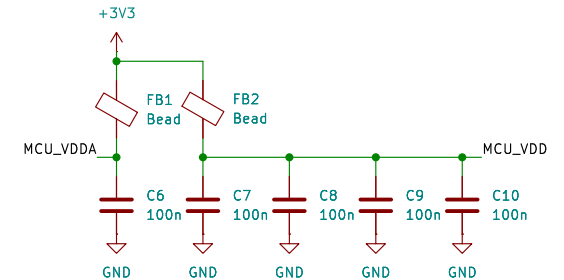 +3V3
FB1
Bead
FB2
Bead
MCU_VDDA
MCU_VDD
C6
100n
C7
100n
C8
100n
C9
100n
C10
100n
GND
GND
GND
GND
GND